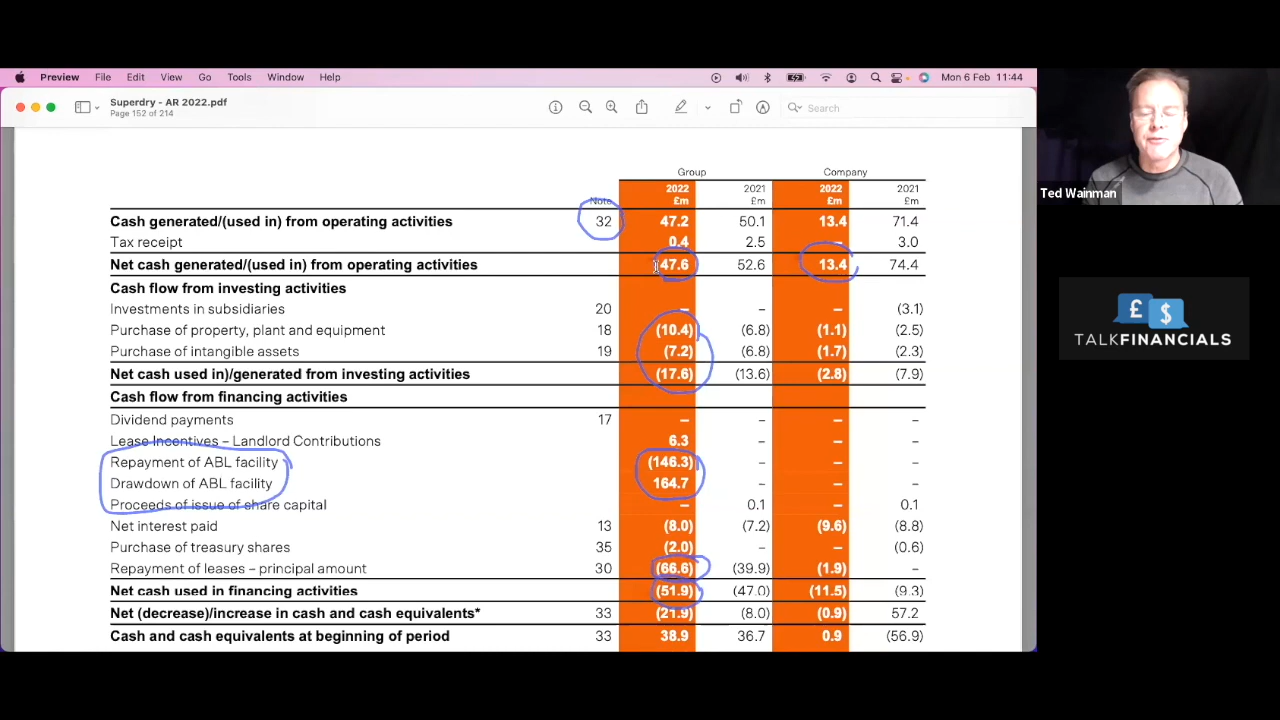 Preview File Edit View Go Tools Window Help Mon 6 Feb 11:44
Superdry - AR 2022.pdf
Page 152 of 214
Search
Group Company
2022 2021 2022 2021
Note £m £m £m £m
Cash generated/(used in) from operating activities 32 47.2 50.1 13.4 71.4
Tax receipt 0.4 2.5 – 3.0
Net cash generated/(used in) from operating activities 47.6 52.6 13.4 74.4
Cash flow from investing activities
Investments in subsidiaries 20 – – – (3.1)
Purchase of property, plant and equipment 18 (10.4) (6.8) (1.1) (2.5)
Purchase of intangible assets 19 (7.2) (6.8) (1.7) (2.3)
Net cash used in)/generated from investing activities (17.6) (13.6) (2.8) (7.9)
Cash flow from financing activities
Dividend payments 17 – – – –
Lease Incentives – Landlord Contributions 6.3 – – –
Repayment of ABL facility (146.3) – – –
Drawdown of ABL facility 164.7 – – –
Proceeds of issue of share capital – 0.1 – 0.1
Net interest paid 13 (8.0) (7.2) (9.6) (8.8)
Purchase of treasury shares 35 (2.0) – – (0.6)
Repayment of leases – principal amount 30 (66.6) (39.9) (1.9) –
Net cash used in financing activities (51.9) (47.0) (11.5) (9.3)
Net (decrease)/increase in cash and cash equivalents* 33 (21.9) (8.0) (0.9) 57.2
Cash and cash equivalents at beginning of period 33 38.9 36.7 0.9 (56.9)
Ted Wainman
£ $
TALKFINANCIALS